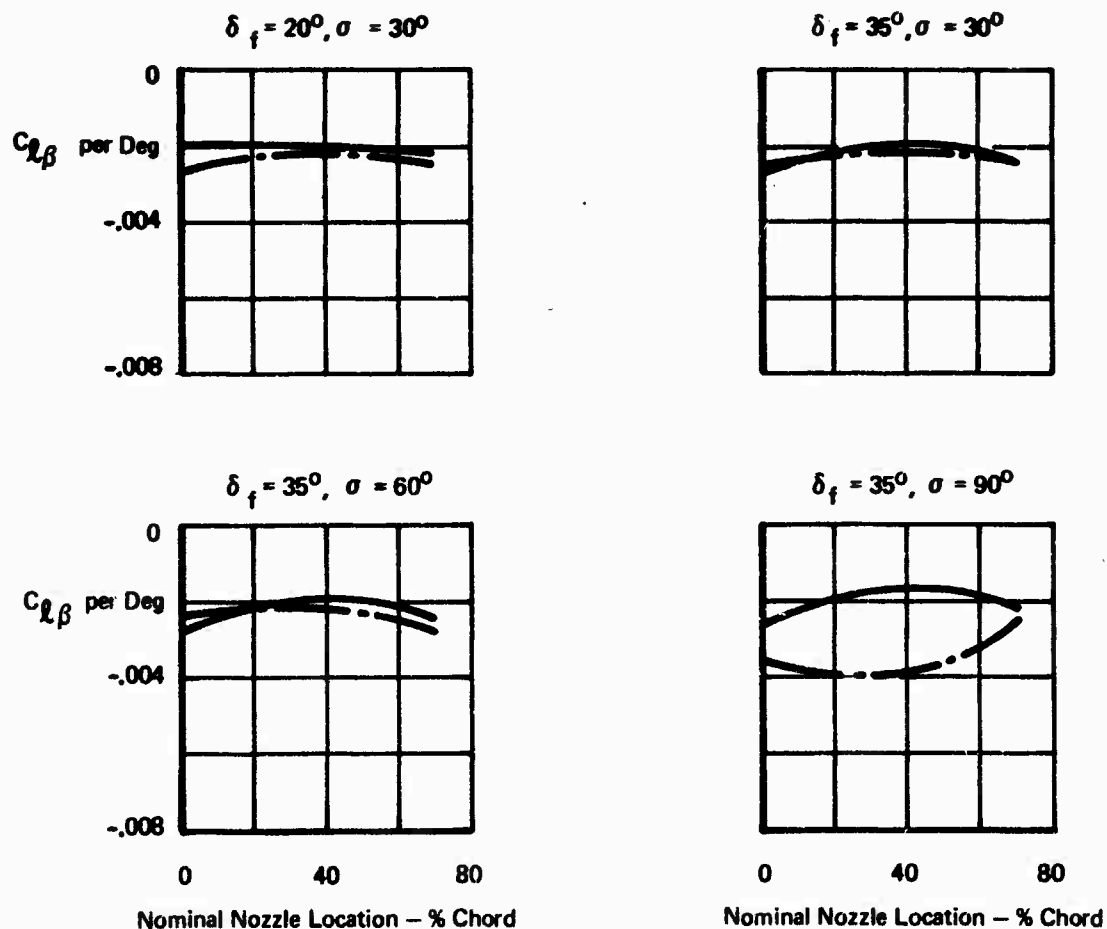 δ f = 20°, σ = 30°
δ f = 35°, σ = 30°
0
Cℓβ per Deg
-.004
-.008
δ f = 35°, σ = 60°
δ f = 35°, σ = 90°
0
Cℓβ per Deg
-.004
-.008
0 40 80
0 40 80
Nominal Nozzle Location – % Chord
Nominal Nozzle Location – % Chord